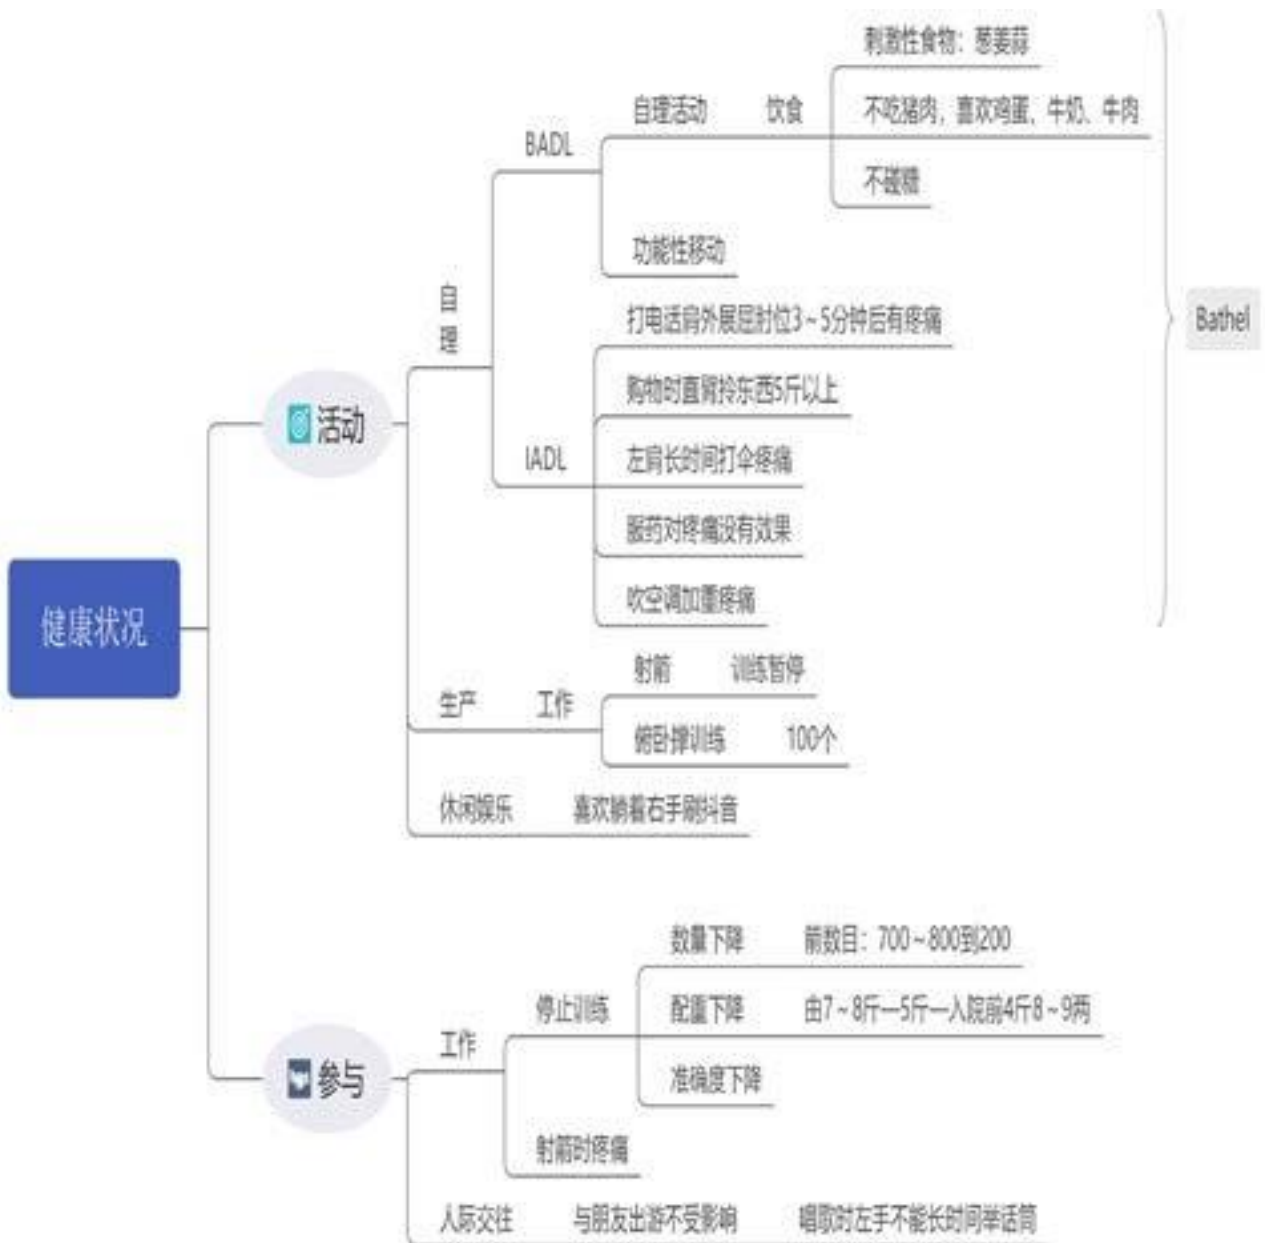 健康状况
活动
自
理
BADL
自理活动
饮食
刺激性食物：葱姜蒜
不吃猪肉，喜欢鸡蛋、牛奶、牛肉
不碰糖
功能性移动
IADL
打电话肩外展屈肘位3～5分钟后有疼痛
购物时直臂拎东西5斤以上
左肩长时间打伞疼痛
服药对疼痛没有效果
吹空调加重疼痛
Bathel
生产
工作
射箭
训练暂停
俯卧撑训练
100个
休闲娱乐
喜欢躺着右手刷抖音
参与
工作
停止训练
数量下降
箭数目：700～800到200
配重下降
由7～8斤—5斤—入院前4斤8～9两
准确度下降
射箭时疼痛
人际交往
与朋友出游不受影响
唱歌时左手不能长时间举话筒